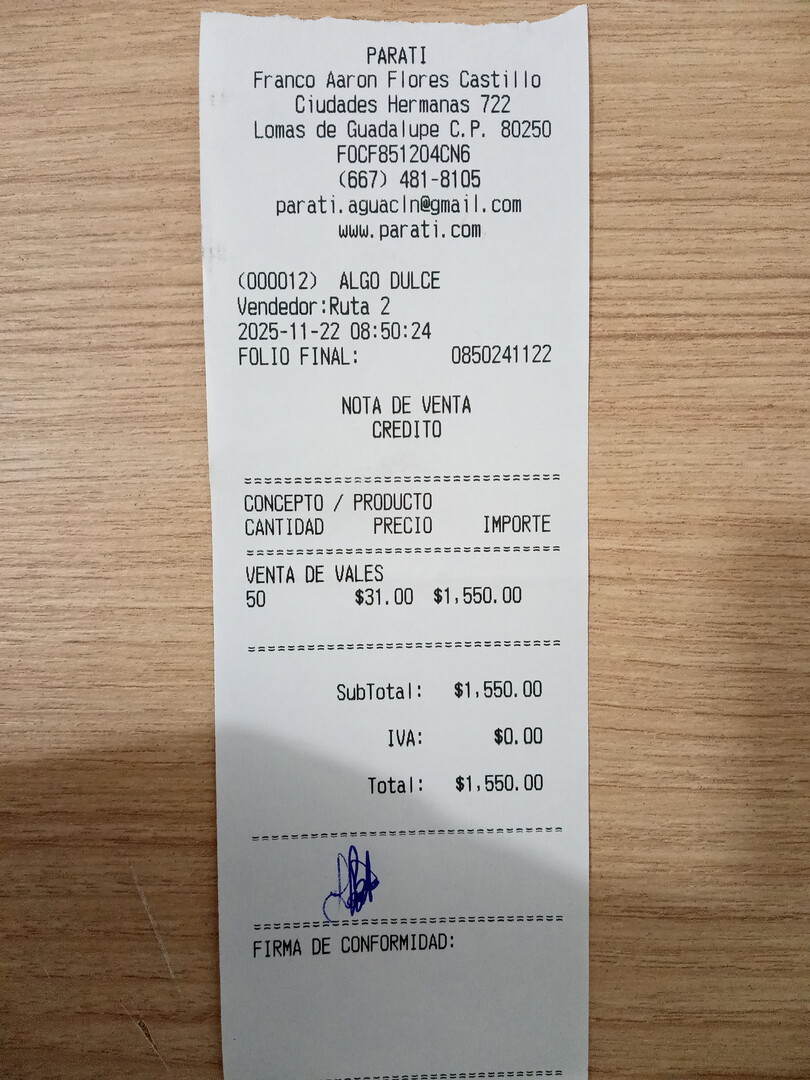 PARATI
Franco Aaron Flores Castillo
Ciudades Hermanas 722
Lomas de Guadalupe C.P. 80250
FOCF851204CN6
(667) 481-8105
parati.aguacln@gmail.com
www.parati.com
(000012) ALGO DULCE
Vendedor:Ruta 2
2025-11-22 08:50:24
FOLIO FINAL: 0850241122
NOTA DE VENTA
CREDITO
CONCEPTO / PRODUCTO
CANTIDAD PRECIO IMPORTE
VENTA DE VALES
50 $31.00 $1,550.00
SubTotal: $1,550.00
IVA: $0.00
Total: $1,550.00
FIRMA DE CONFORMIDAD: